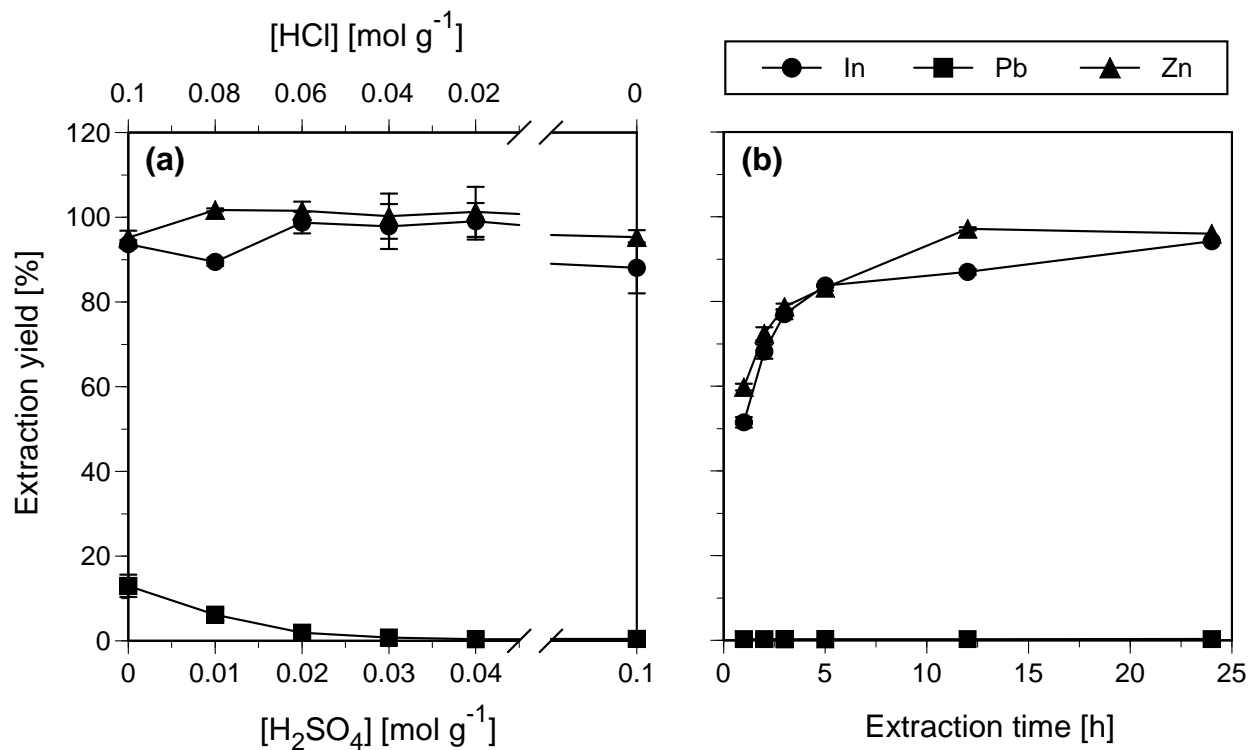 [HCl] [mol g-1]
0.1 0.08 0.06 0.04 0.02 0
In Pb Zn
(a) (b)
Extraction yield [%]
120
100
80
60
40
20
0
0 0.01 0.02 0.03 0.04 0.1
[H2SO4] [mol g-1]
0 5 10 15 20 25
Extraction time [h]